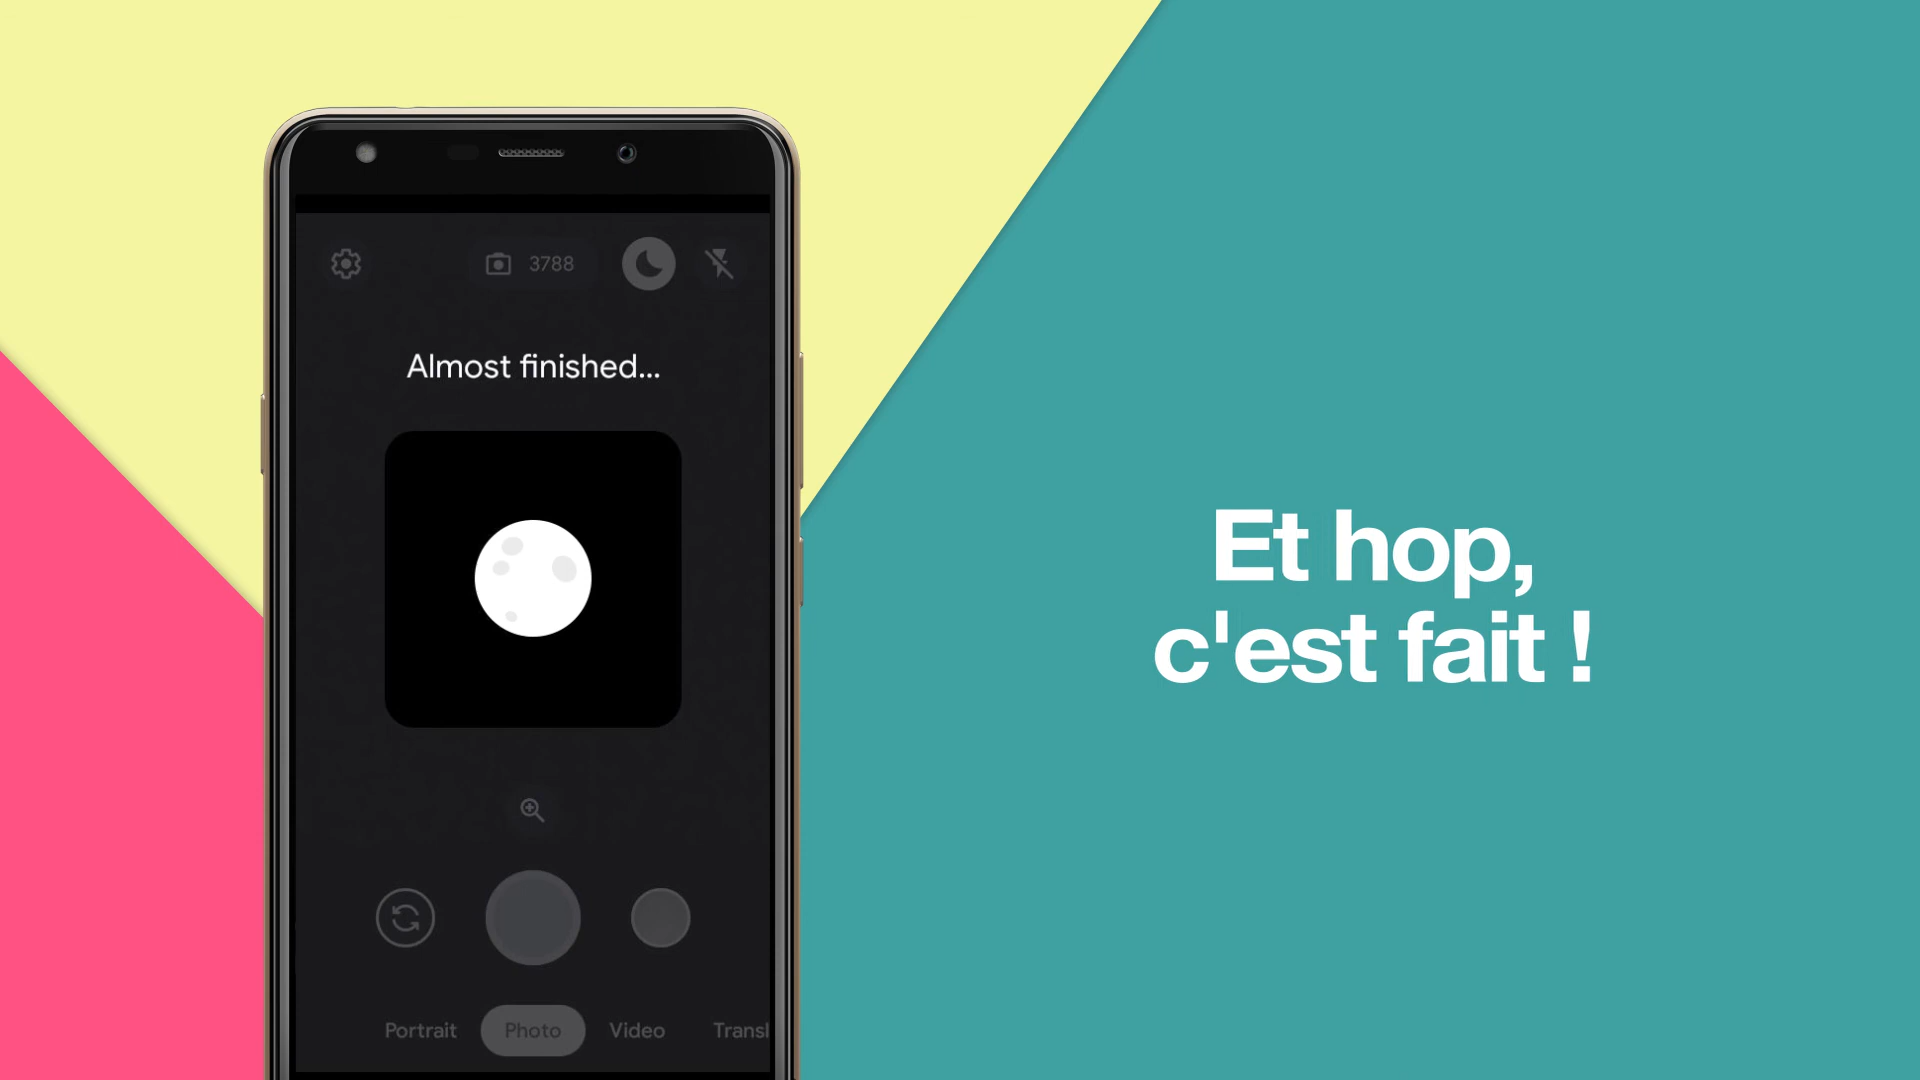 3788
Almost finished...
Et hop,
c'est fait !
Portrait Photo Video Transl